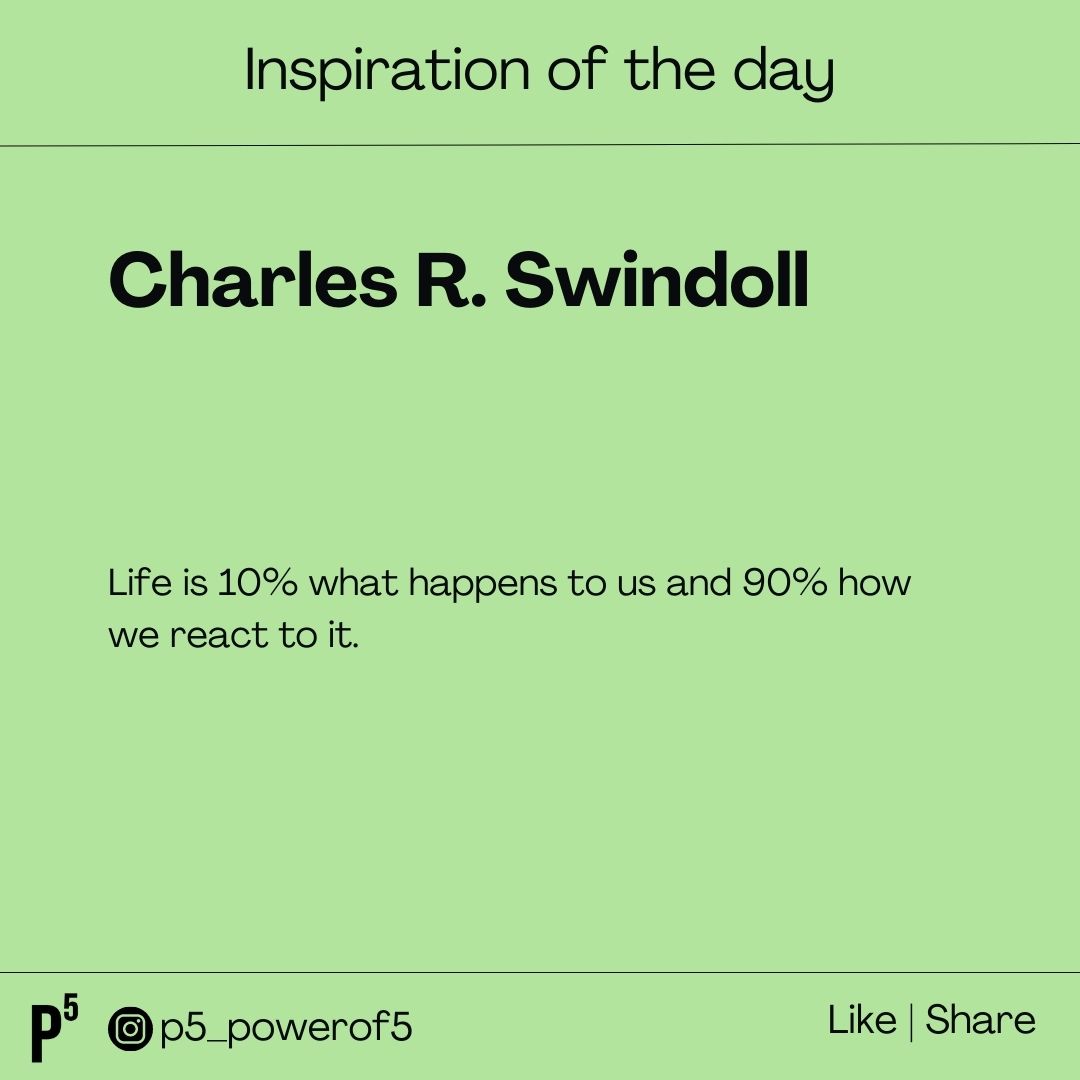 Inspiration of the day
Charles R. Swindoll
Life is 10% what happens to us and 90% how
we react to it.
P5 p5_powerof5
Like | Share